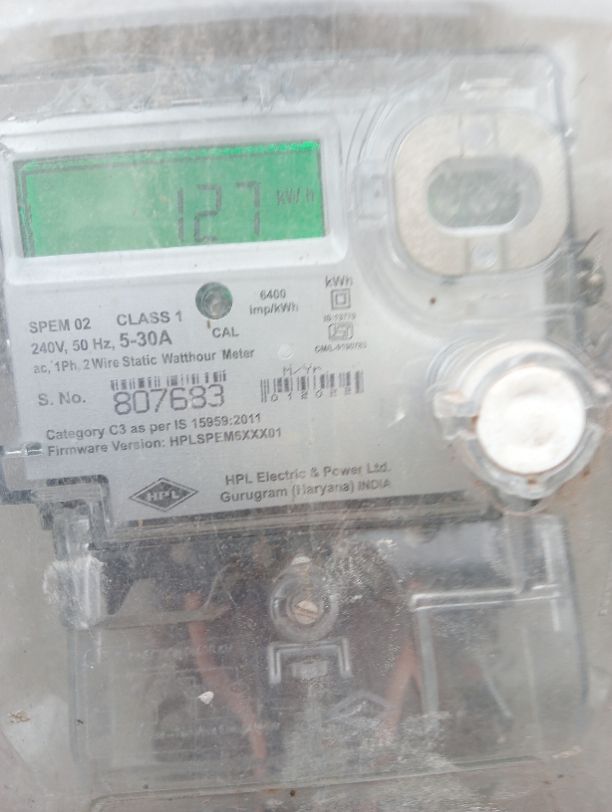 127 kWh
kWh
6400
imp/kWh
SPEM 02 CLASS 1
CAL
240V, 50 Hz, 5-30A
ac, 1Ph, 2 Wire Static Watthour Meter
M/Yr
S. No. 807683
Category C3 as per IS 15959:2011
Firmware Version: HPLSPEM5XXX01
HPL
HPL Electric & Power Ltd.
Gurugram (Haryana) INDIA